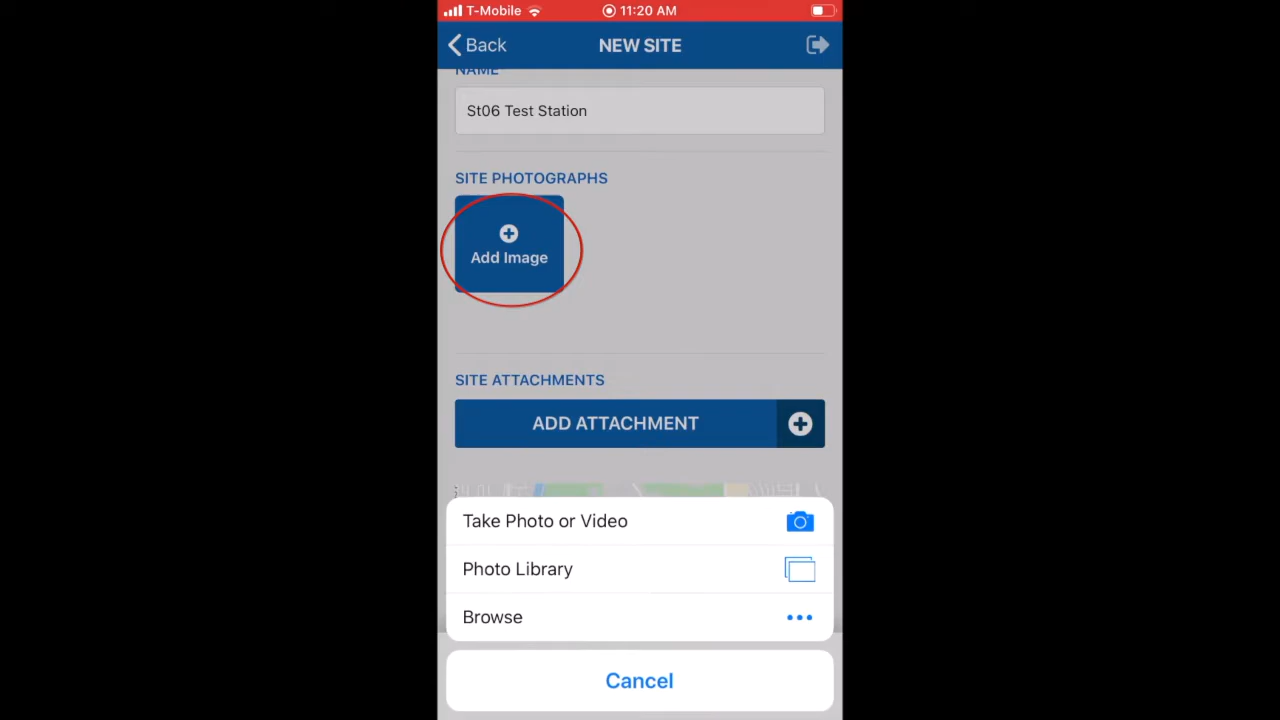 T-Mobile 11:20 AM
Back NEW SITE
NAME
St06 Test Station
SITE PHOTOGRAPHS
Add Image
SITE ATTACHMENTS
ADD ATTACHMENT
Take Photo or Video
Photo Library
Browse
Cancel